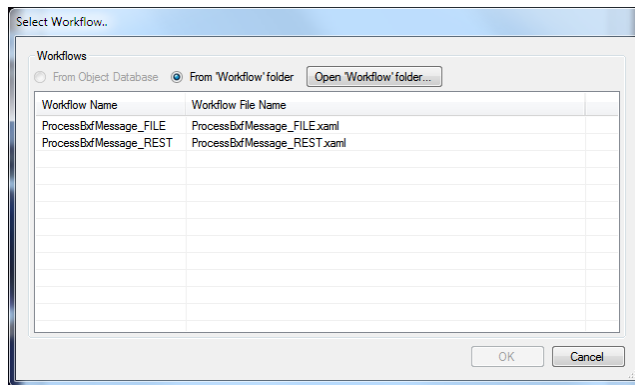 Select Workflow..
Workflows
From Object Database From 'Workflow' folder Open 'Workflow' folder...
Workflow Name Workflow File Name
ProcessBxfMessage_FILE ProcessBxfMessage_FILE.xaml
ProcessBxfMessage_REST ProcessBxfMessage_REST.xaml
OK Cancel